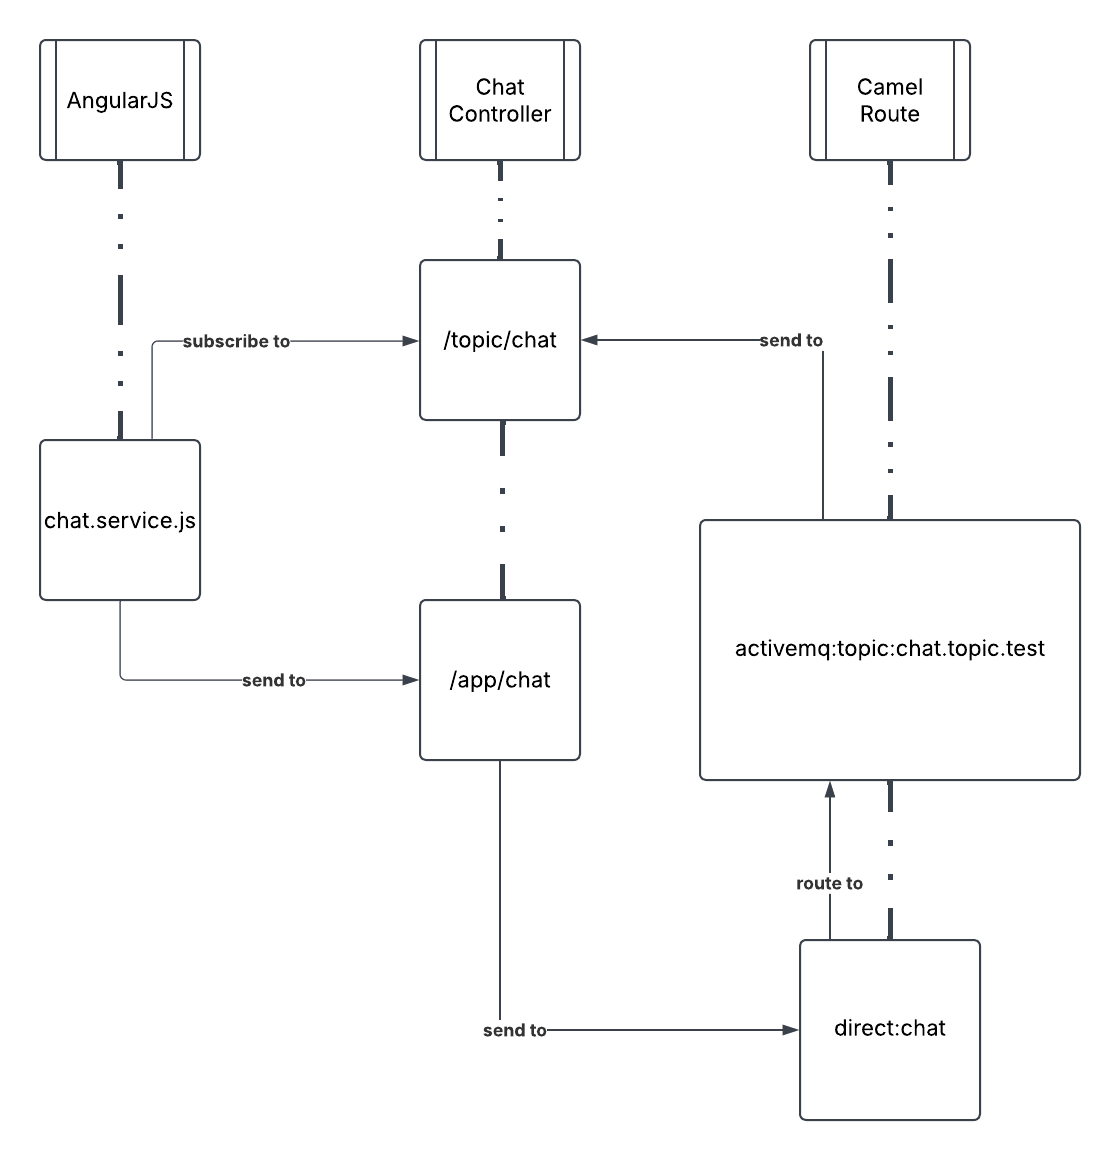 AngularJS
Chat
Controller
Camel
Route
subscribe to
/topic/chat
send to
chat.service.js
activemq:topic:chat.topic.test
send to
/app/chat
route to
send to
direct:chat